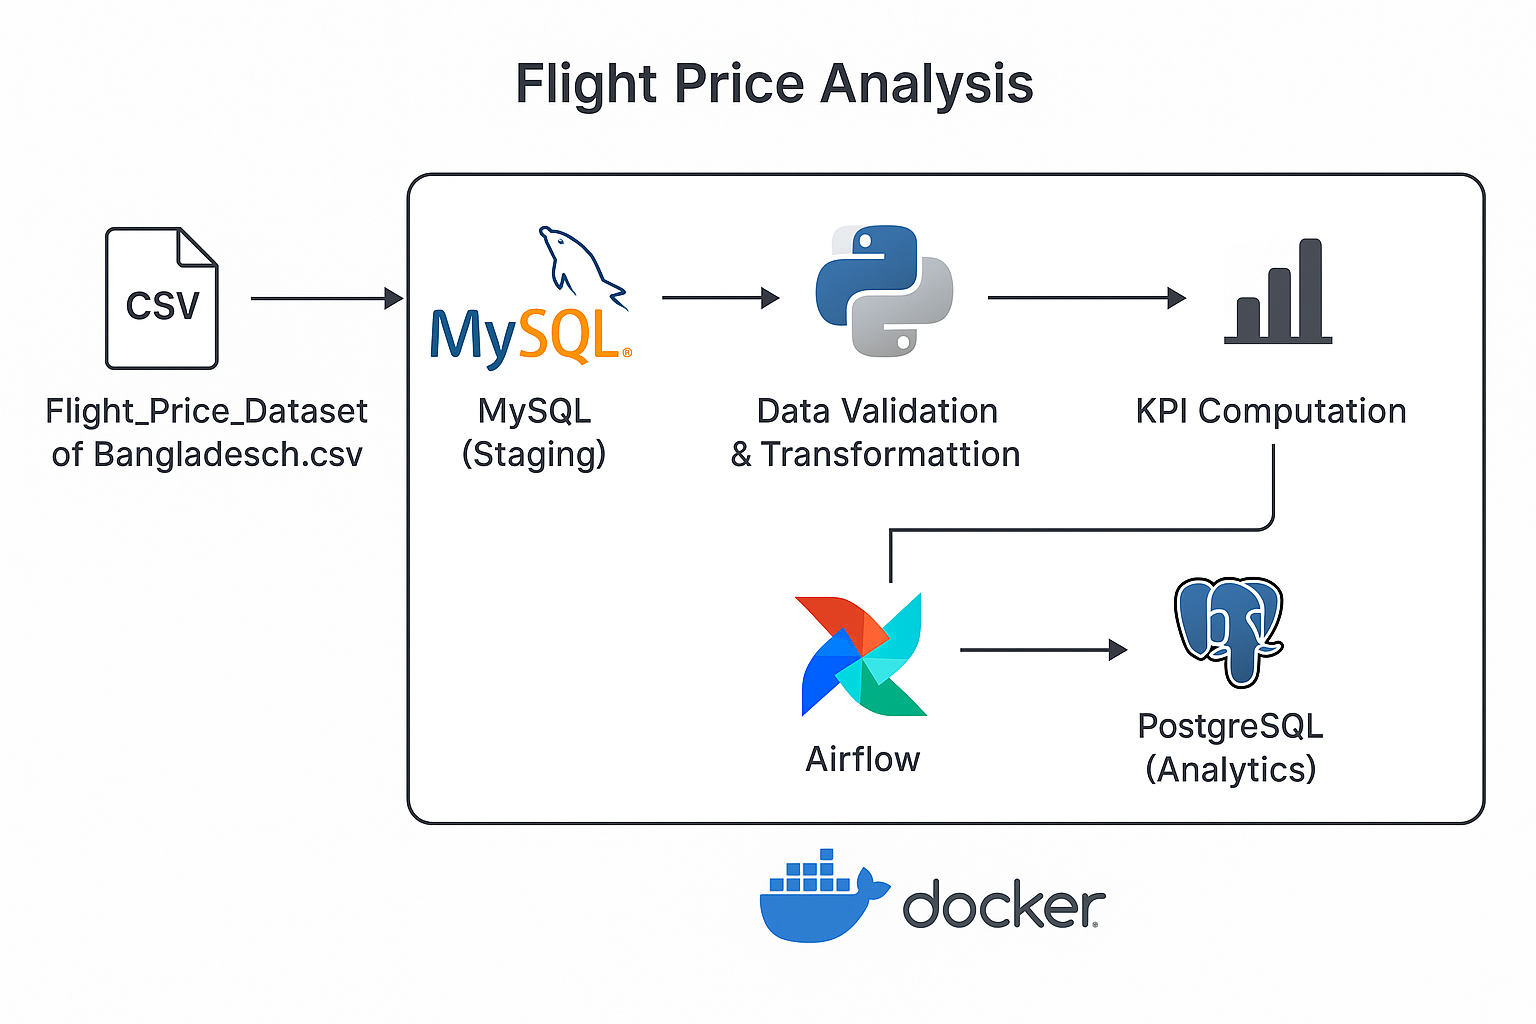 Flight Price Analysis
CSV
Flight_Price_Dataset
of Bangladesch.csv
MySQL®
MySQL
(Staging)
Data Validation
& Transformattion
KPI Computation
Airflow
PostgreSQL
(Analytics)
docker